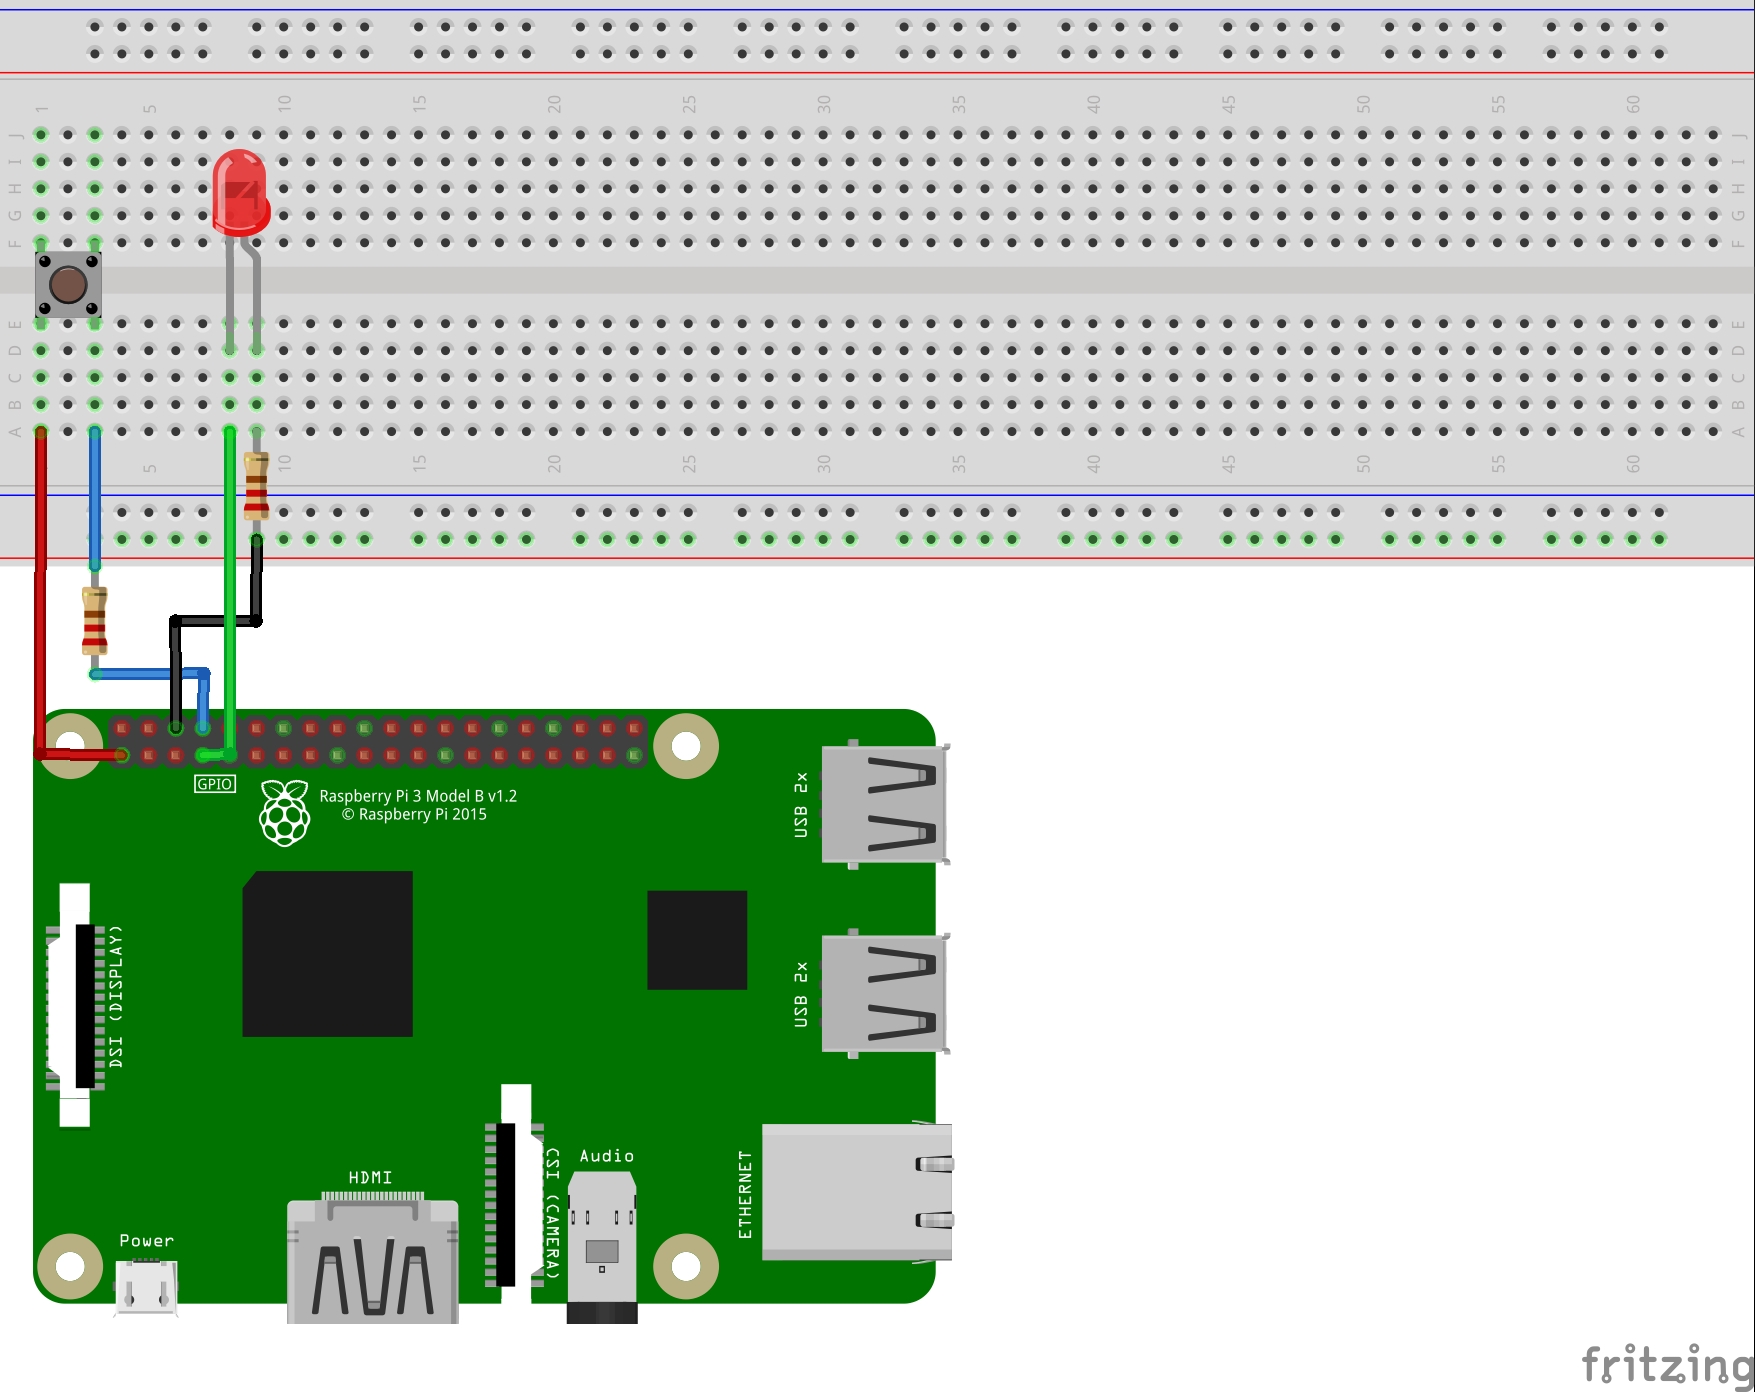 1 5 10 15 20 25 30 35 40 45 50 55 60
J J
I I
H H
G G
F F
E E
D D
C C
B B
A A
5 10 15 20 25 30 35 40 45 50 55 60
GPIO
Raspberry Pi 3 Model B v1.2
© Raspberry Pi 2015
USB 2x
DSI (DISPLAY)
USB 2x
Audio
CSI (CAMERA)
ETHERNET
HDMI
Power
fritzing